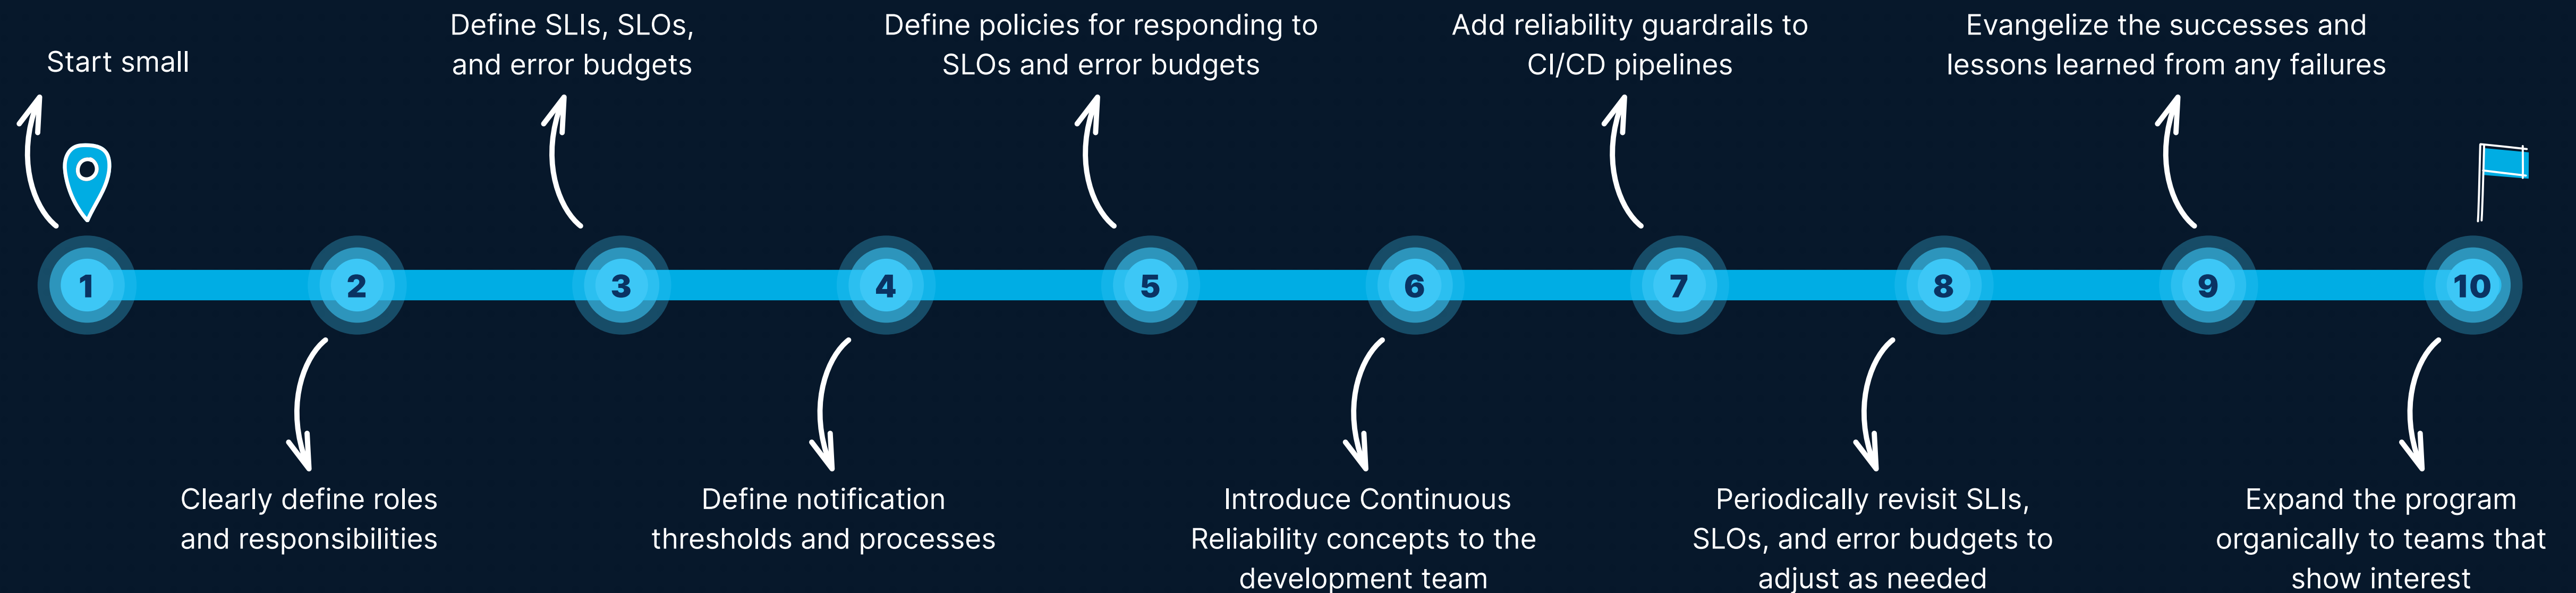 Start small
Define SLIs, SLOs,
and error budgets
Define policies for responding to
SLOs and error budgets
Add reliability guardrails to
CI/CD pipelines
Evangelize the successes and
lessons learned from any failures
1
2
3
4
5
6
7
8
9
10
Clearly define roles
and responsibilities
Define notification
thresholds and processes
Introduce Continuous
Reliability concepts to the
development team
Periodically revisit SLIs,
SLOs, and error budgets to
adjust as needed
Expand the program
organically to teams that
show interest